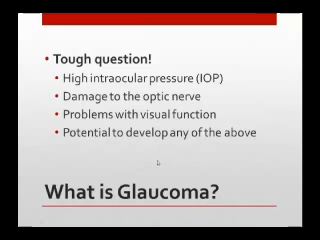 • Tough question!
• High intraocular pressure (IOP)
• Damage to the optic nerve
• Problems with visual function
• Potential to develop any of the above
What is Glaucoma?